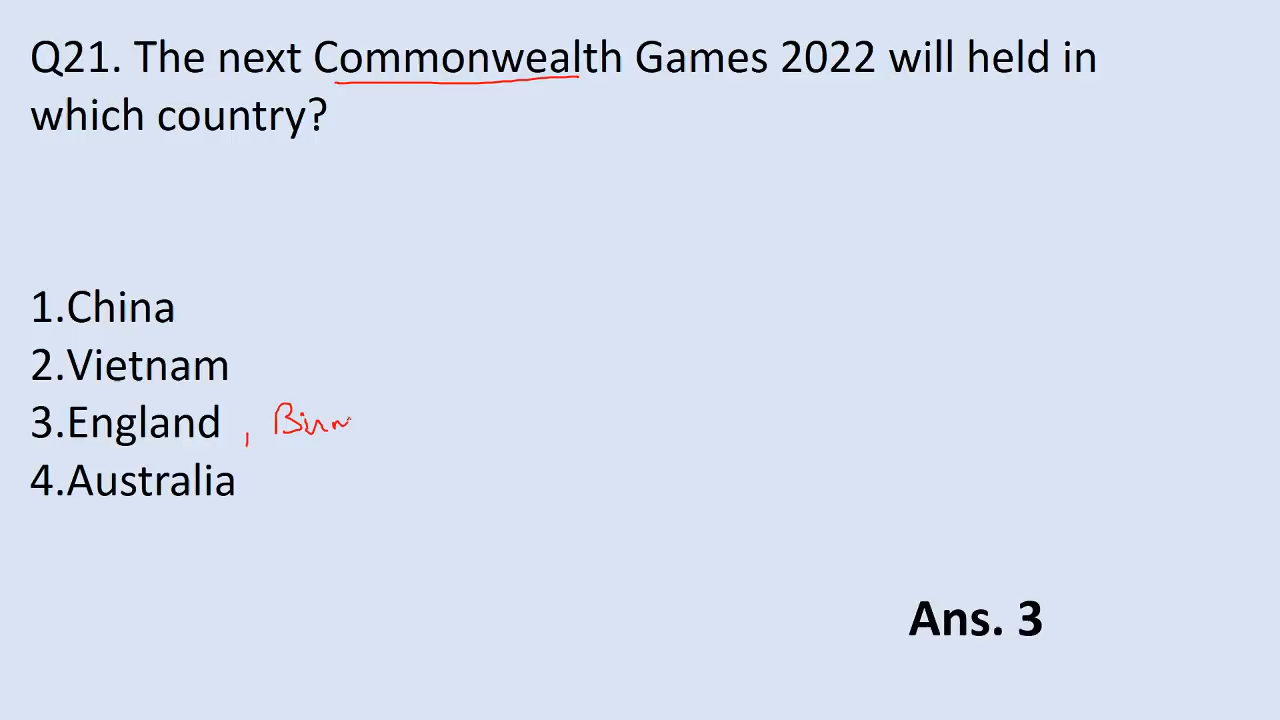 Q21. The next Commonwealth Games 2022 will held in
which country?
1.China
2.Vietnam
3.England , Birm
4.Australia
Ans. 3